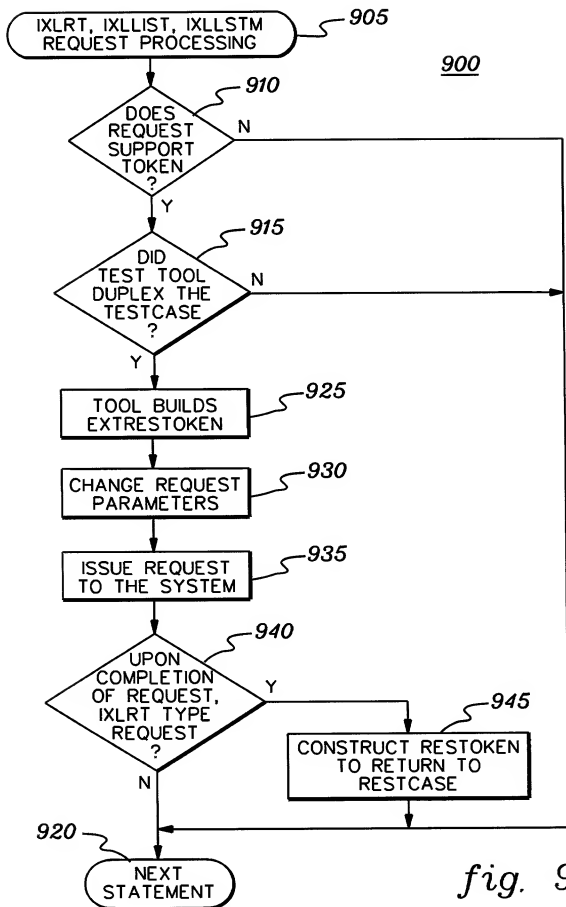 IXLRT, IXLLIST, IXLLSTM
REQUEST PROCESSING
905
900
910
DOES
REQUEST
SUPPORT
TOKEN
?
N
Y
915
DID
TEST TOOL
DUPLEX THE
TESTCASE
?
N
Y
TOOL BUILDS
EXTRESTOKEN
925
CHANGE REQUEST
PARAMETERS
930
ISSUE REQUEST
TO THE SYSTEM
935
940
UPON
COMPLETION
OF REQUEST,
IXLRT TYPE
REQUEST
?
Y
N
945
CONSTRUCT RESTOKEN
TO RETURN TO
RESTCASE
920
NEXT
STATEMENT
fig. 9